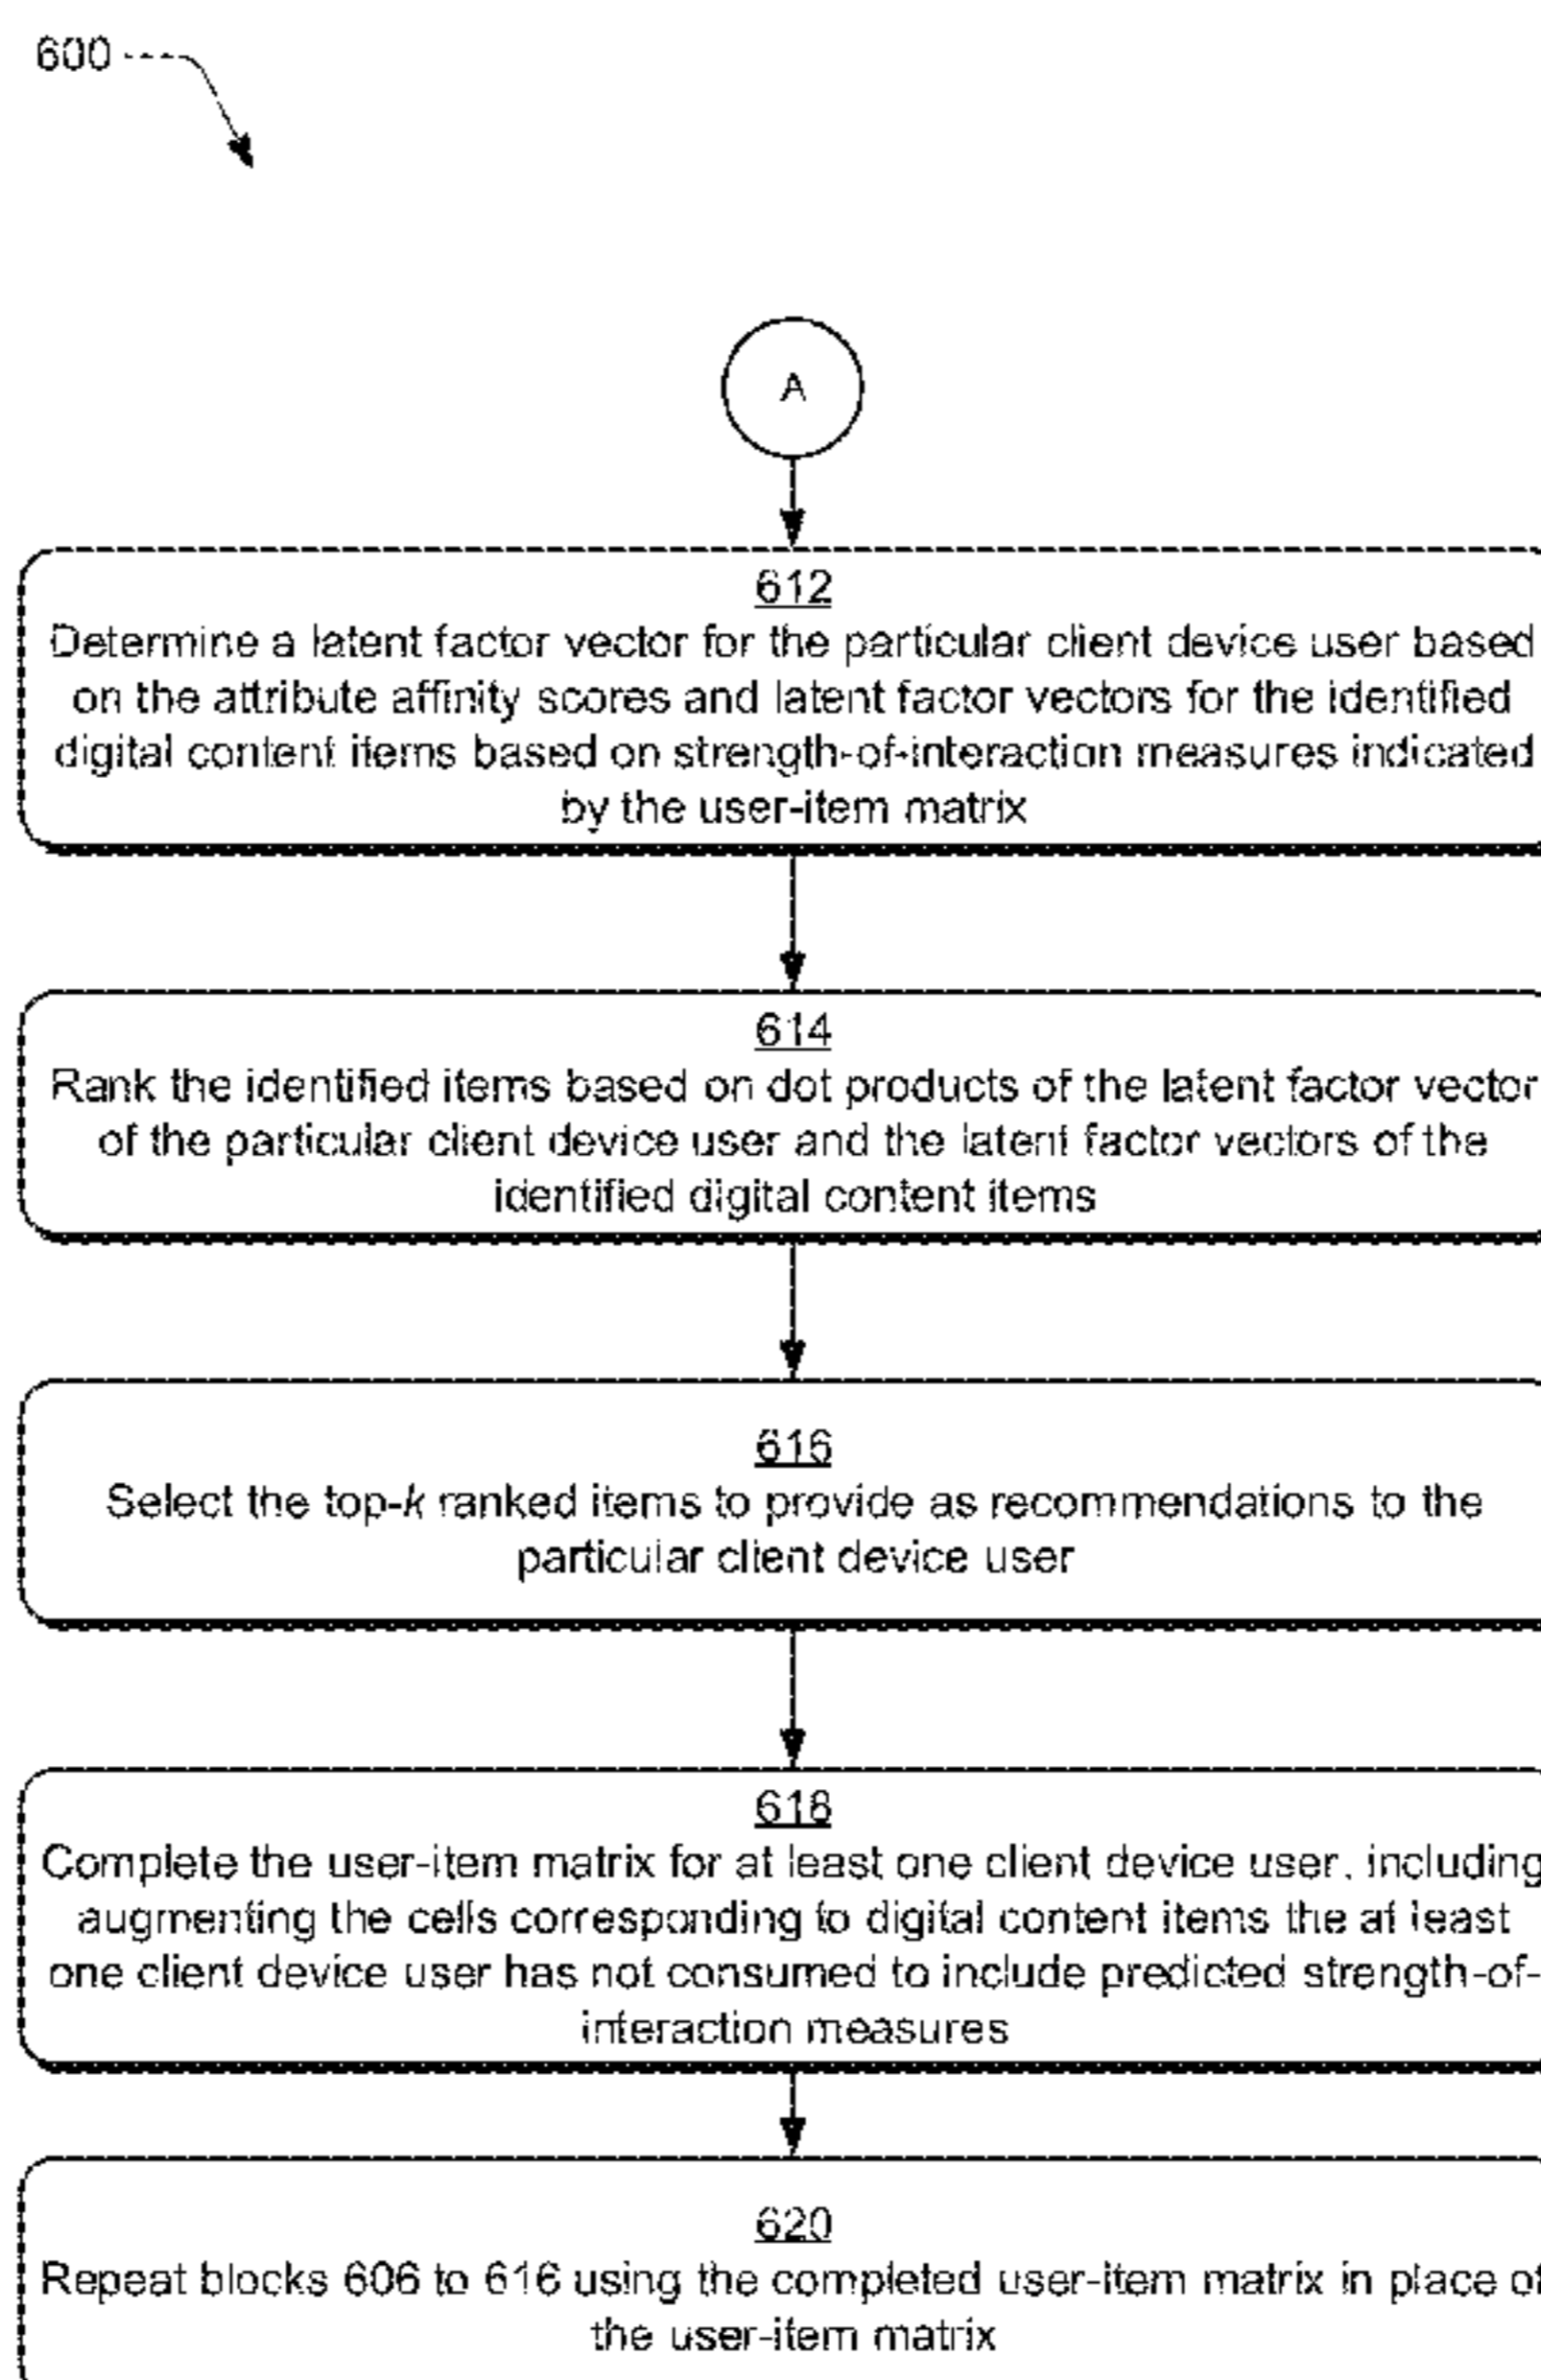 600
A
612
Determine a latent factor vector for the particular client device user based
on the attribute affinity scores and latent factor vectors for the identified
digital content items based on strength-of-interaction measures indicated
by the user-item matrix
614
Rank the identified items based on dot products of the latent factor vector
of the particular client device user and the latent factor vectors of the
identified digital content items
616
Select the top-k ranked items to provide as recommendations to the
particular client device user
618
Complete the user-item matrix for at least one client device user, including
augmenting the cells corresponding to digital content items the at least
one client device user has not consumed to include predicted strength-of-
interaction measures
620
Repeat blocks 606 to 616 using the completed user-item matrix in place of
the user-item matrix